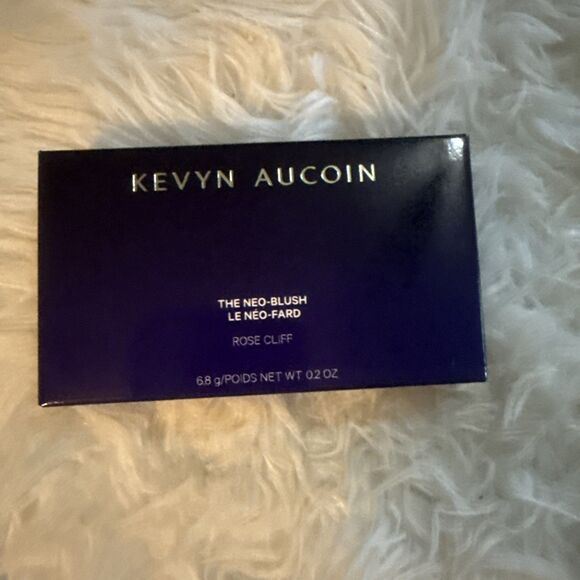 KEVYN AUCOIN
THE NEO-BLUSH
LE NÉO-FARD
ROSE CLIFF
6.8 g/POIDS NET WT 0.2 OZ